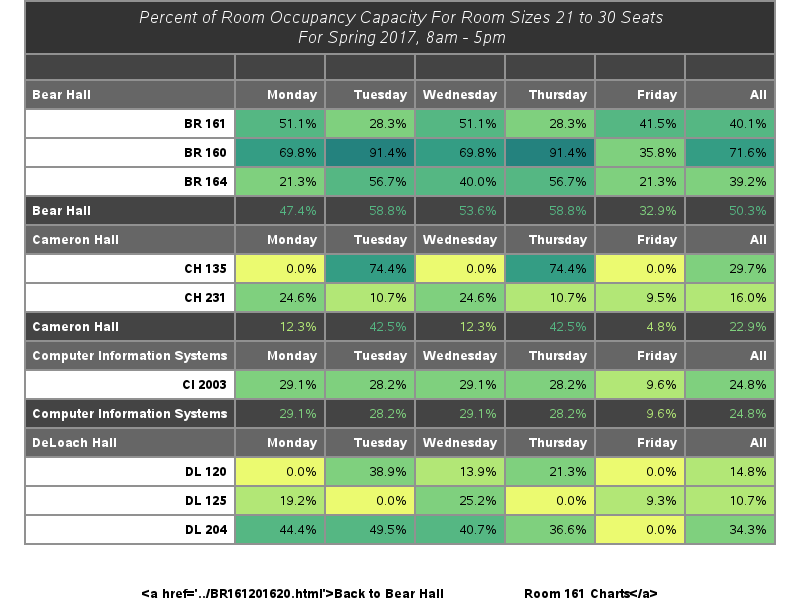 Percent of Room Occupancy Capacity For Room Sizes 21 to 30 Seats
For Spring 2017, 8am - 5pm
Bear Hall Monday Tuesday Wednesday Thursday Friday All
BR 161 51.1% 28.3% 51.1% 28.3% 41.5% 40.1%
BR 160 69.8% 91.4% 69.8% 91.4% 35.8% 71.6%
BR 164 21.3% 56.7% 40.0% 56.7% 21.3% 39.2%
Bear Hall 47.4% 58.8% 53.6% 58.8% 32.9% 50.3%
Cameron Hall Monday Tuesday Wednesday Thursday Friday All
CH 135 0.0% 74.4% 0.0% 74.4% 0.0% 29.7%
CH 231 24.6% 10.7% 24.6% 10.7% 9.5% 16.0%
Cameron Hall 12.3% 42.5% 12.3% 42.5% 4.8% 22.9%
Computer Information Systems Monday Tuesday Wednesday Thursday Friday All
CI 2003 29.1% 28.2% 29.1% 28.2% 9.6% 24.8%
Computer Information Systems 29.1% 28.2% 29.1% 28.2% 9.6% 24.8%
DeLoach Hall Monday Tuesday Wednesday Thursday Friday All
DL 120 0.0% 38.9% 13.9% 21.3% 0.0% 14.8%
DL 125 19.2% 0.0% 25.2% 0.0% 9.3% 10.7%
DL 204 44.4% 49.5% 40.7% 36.6% 0.0% 34.3%
<a href='../BR161201620.html'>Back to Bear Hall Room 161 Charts</a>